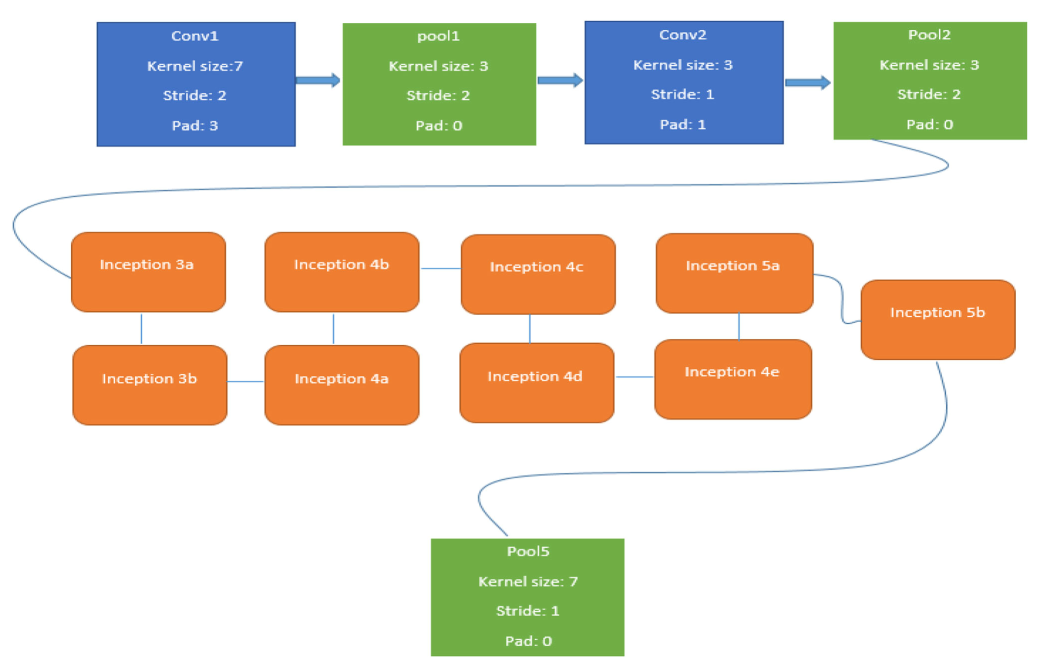 Conv1
Kernel size:7
Stride: 2
Pad: 3
pool1
Kernel size: 3
Stride: 2
Pad: 0
Conv2
Kernel size: 3
Stride: 1
Pad: 1
Pool2
Kernel size: 3
Stride: 2
Pad: 0
Inception 3a
Inception 3b
Inception 4a
Inception 4b
Inception 4c
Inception 4d
Inception 4e
Inception 5a
Inception 5b
Pool5
Kernel size: 7
Stride: 1
Pad: 0